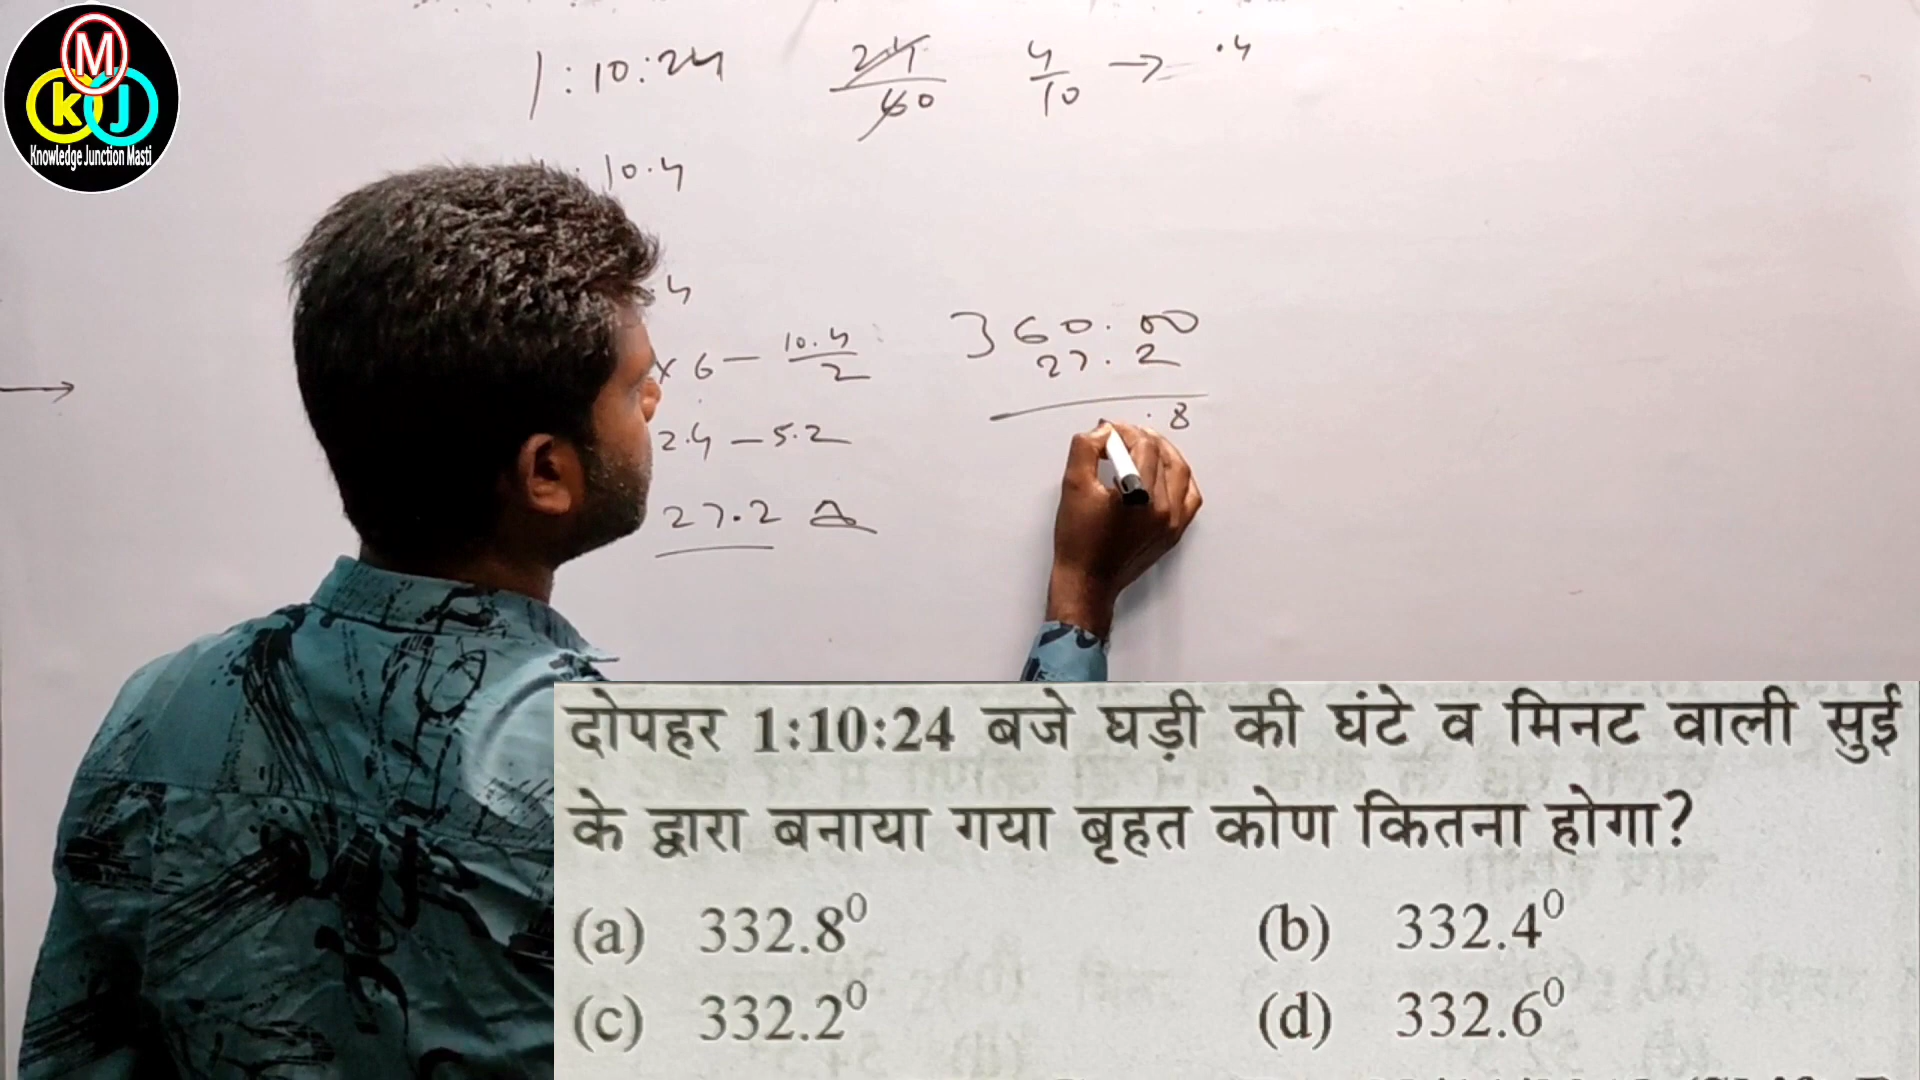 M
k J
Knowledge Junction Masti
1:10:24 24/60 4/10 → .4
10.4
.4
x 6 – 10.4/2
2.4 – 5.2
27.2
360.00
27.2
.8
दोपहर 1:10:24 बजे घड़ी की घंटे व मिनट वाली सुई
के द्वारा बनाया गया बृहत कोण कितना होगा?
(a) 332.8⁰ (b) 332.4⁰
(c) 332.2⁰ (d) 332.6⁰